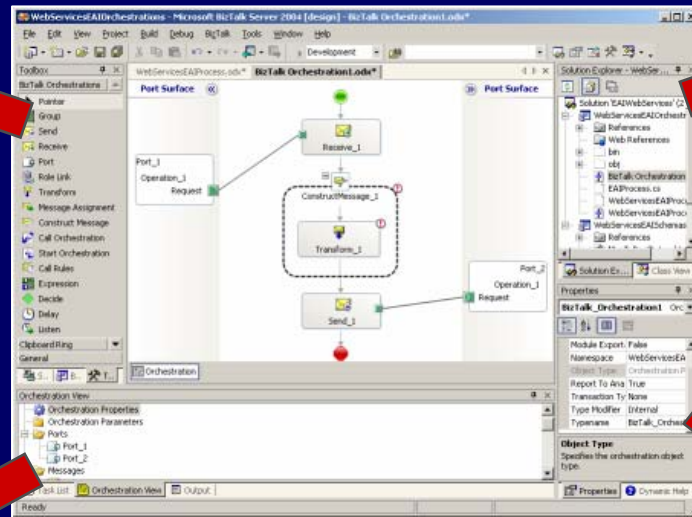 WebServicesEAIOrchestrations - Microsoft BizTalk Server 2004 [design] - BizTalk Orchestration1.odx*
File Edit View Project Build Debug BizTalk Tools Window Help
Development
Toolbox
BizTalk Orchestrations
Pointer
Group
Send
Receive
Port
Role Link
Transform
Message Assignment
Construct Message
Call Orchestration
Start Orchestration
Call Rules
Expression
Decide
Delay
Listen
Clipboard Ring
General
S... B... T...
WebServicesEAIProcess.odx* BizTalk Orchestration1.odx*
Port Surface
Port Surface
Receive_1
Port_1
Operation_1
Request
ConstructMessage_1
Transform_1
Port_2
Operation_1
Request
Send_1
Orchestration
Solution Explorer - WebSer...
Solution 'EAIWebServices' (2
WebServicesEAIOrchestr
References
Web References
bin
obj
BizTalk Orchestration
EAIProcess.cs
WebServicesEAIProc
WebServicesEAIProc
WebServicesEAISchemas
References
Solution Ex... Class View
Properties
BizTalk_Orchestration1 Orc
Module Export. False
Namespace WebServicesEA
Object Type Orchestration P
Report To Ana True
Transaction Ty None
Type Modifier Internal
Typename BizTalk_Orches
Object Type
Specifies the orchestration object
type.
Properties Dynamic Help
Orchestration View
Orchestration Properties
Orchestration Parameters
Ports
Port_1
Port_2
Messages
Task List Orchestration View Output
Ready